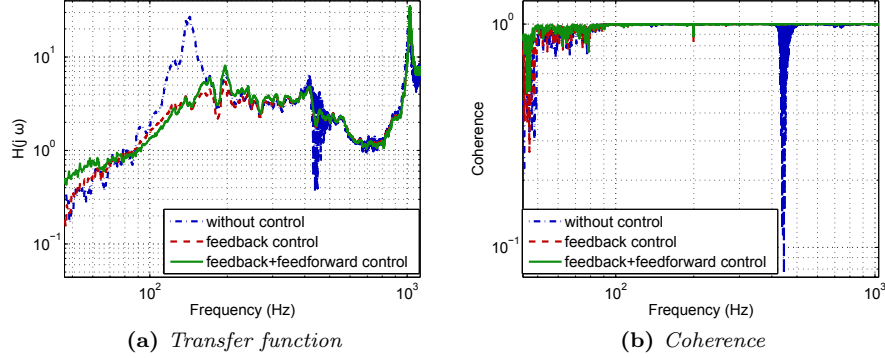 10¹
10⁰
10⁻¹
H(j ω)
without control
feedback control
feedback+feedforward control
10²
10³
Frequency (Hz)
(a) Transfer function
10⁰
10⁻¹
Coherence
without control
feedback control
feedback+feedforward control
10²
10³
Frequency (Hz)
(b) Coherence